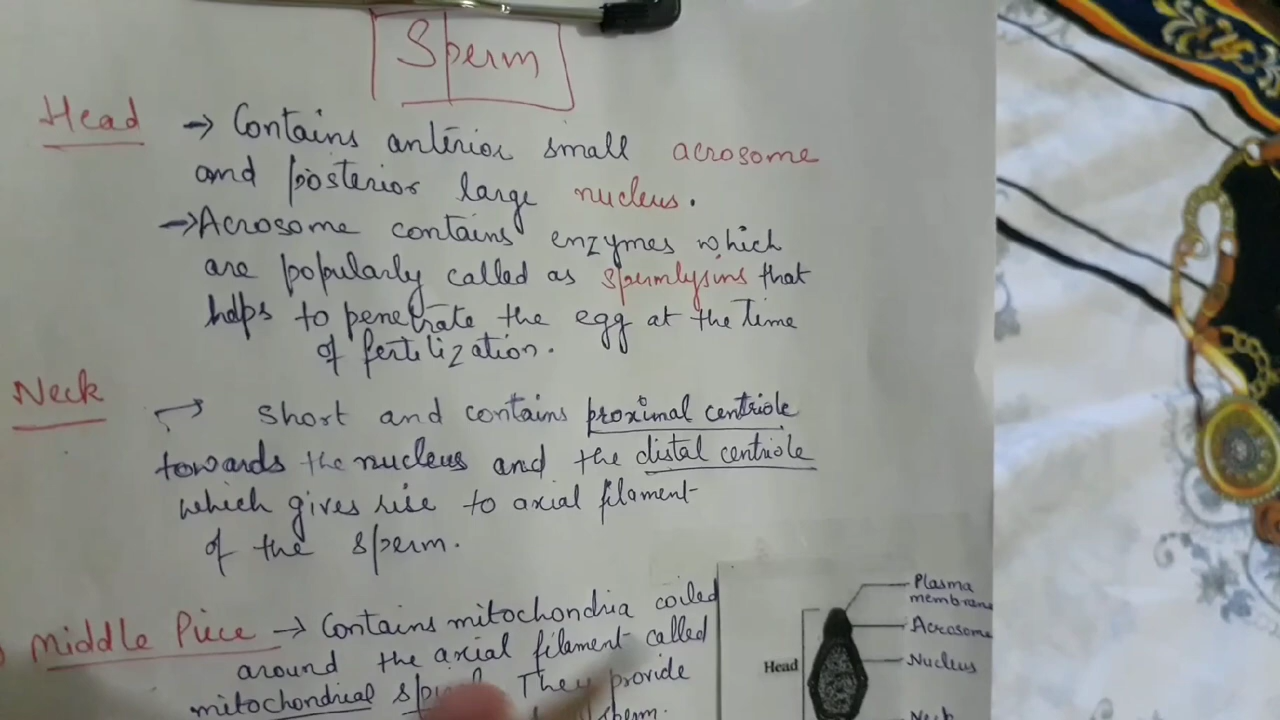 Sperm
Head → Contains anterior small acrosome
and posterior large nucleus.
→ Acrosome contains enzymes which
are popularly called as spermlysins that
helps to penetrate the egg at the time
of fertilization.
Neck → short and contains proximal centriole
towards the nucleus and the distal centriole
which gives rise to axial filament
of the sperm.
Middle Piece → Contains mitochondria coiled
around the axial filament called
mitochondrial They provide
sperm.
Plasma
membrane
Acrosome
Head
Nucleus
Neck